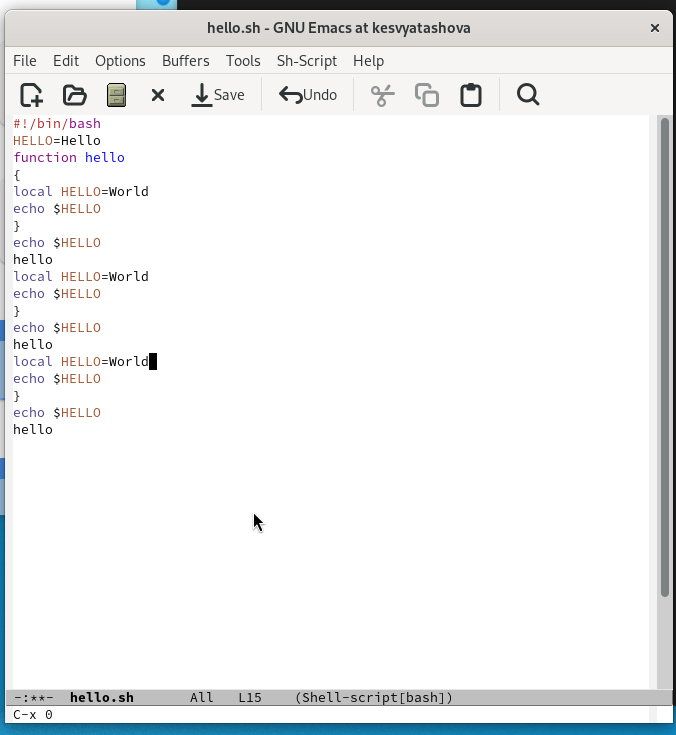 hello.sh - GNU Emacs at kesvyatashova
File Edit Options Buffers Tools Sh-Script Help
Save Undo
#!/bin/bash
HELLO=Hello
function hello
{
local HELLO=World
echo $HELLO
}
echo $HELLO
hello
local HELLO=World
echo $HELLO
}
echo $HELLO
hello
local HELLO=World
echo $HELLO
}
echo $HELLO
hello
-:**- hello.sh All L15 (Shell-script[bash])
C-x 0